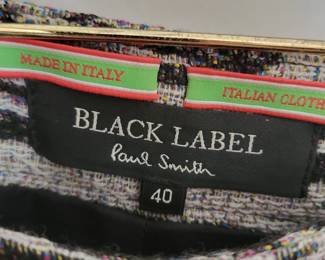 MADE IN ITALY
ITALIAN CLOTH
BLACK LABEL
Paul Smith
40